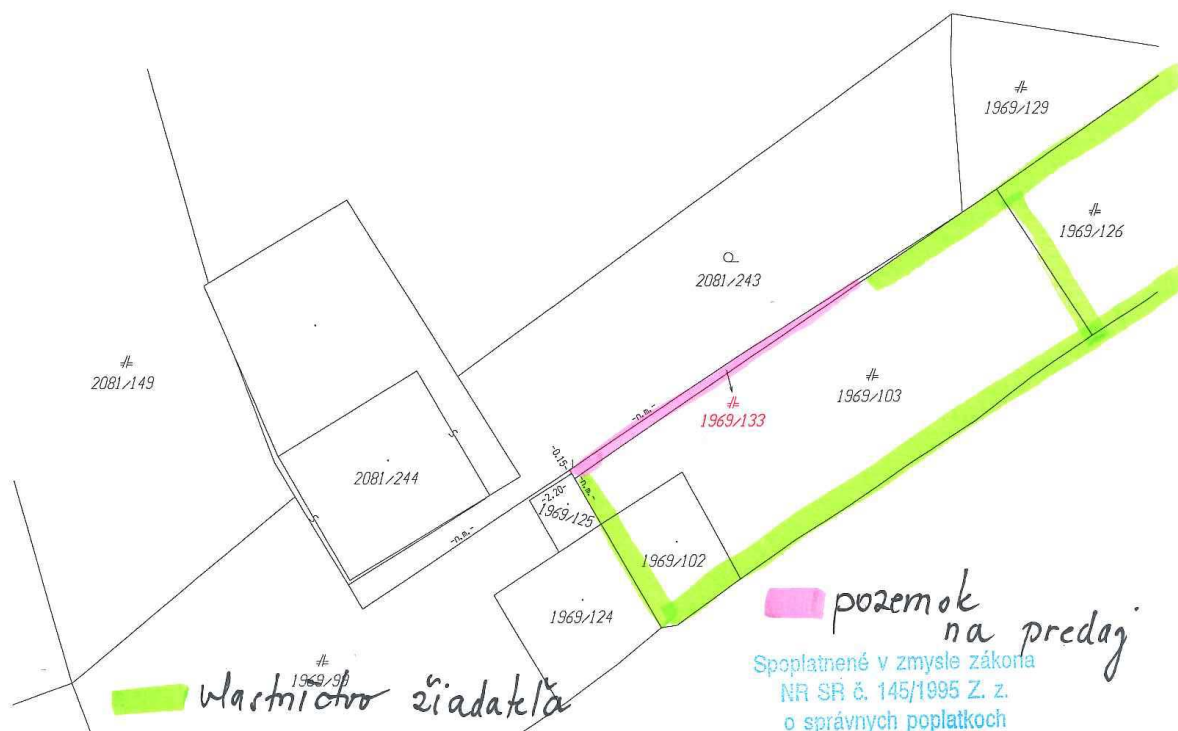 1969/129
1969/126
2081/243
2081/149
1969/103
-n.m.-
1969/133
-0.15-
2081/244
-2.20-
-n.m.-
1969/125
-n.m.-
1969/102
1969/124
pozemok
na predaj
Spoplatnené v zmysle zákona
NR SR č. 145/1995 Z. z.
o správnych poplatkoch
1969/98
vlastníctvo žiadateľa